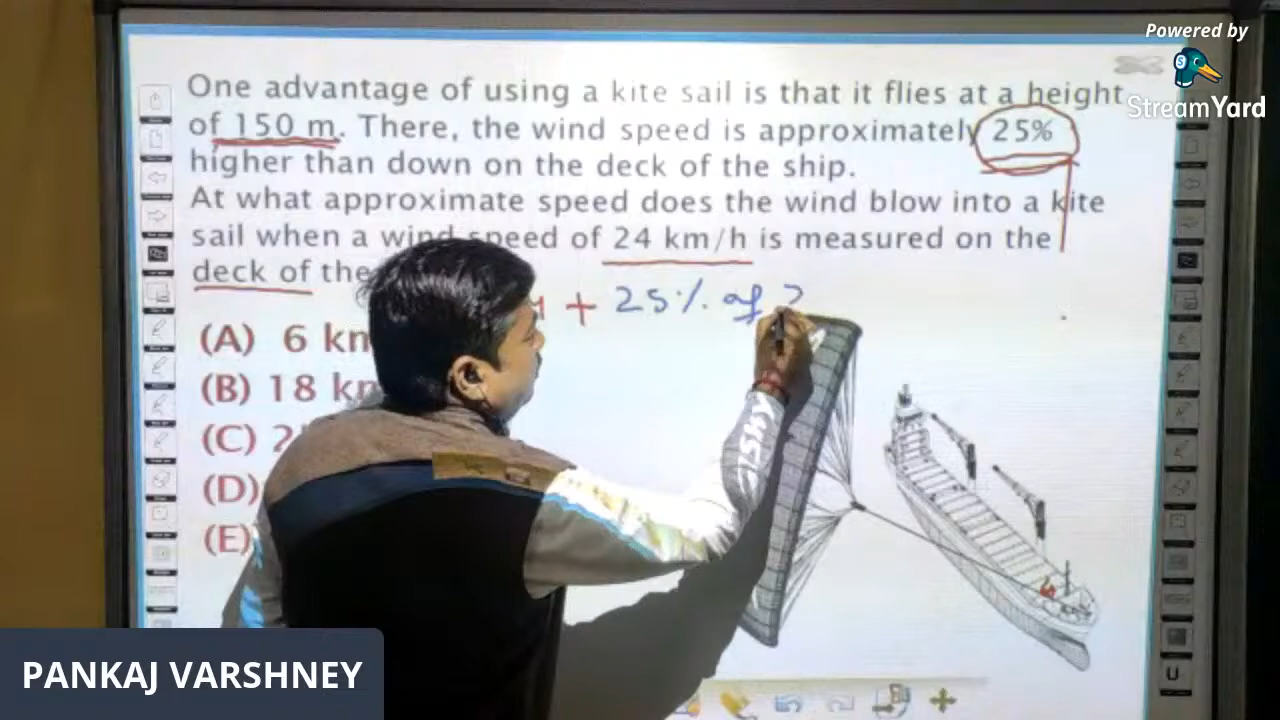 Powered by
StreamYard
One advantage of using a kite sail is that it flies at a height
of 150 m. There, the wind speed is approximately 25%
higher than down on the deck of the ship.
At what approximate speed does the wind blow into a kite
sail when a wind speed of 24 km/h is measured on the
deck of the
+ 25% of
(A) 6
(B) 18
(C)
(D)
(E)
PANKAJ VARSHNEY